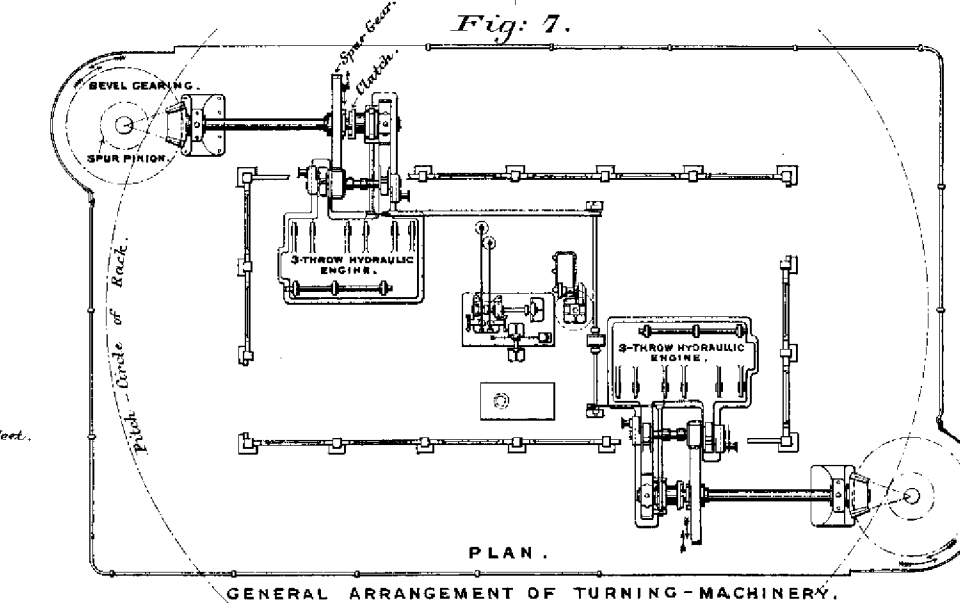 Fig: 7.
Spur Gear.
Clutch.
BEVEL GEARING.
SPUR PINION.
3-THROW HYDRAULIC
ENGINE.
Pitch-Circle of Rack.
3-THROW HYDRAULIC
ENGINE.
PLAN.
GENERAL ARRANGEMENT OF TURNING-MACHINERY.